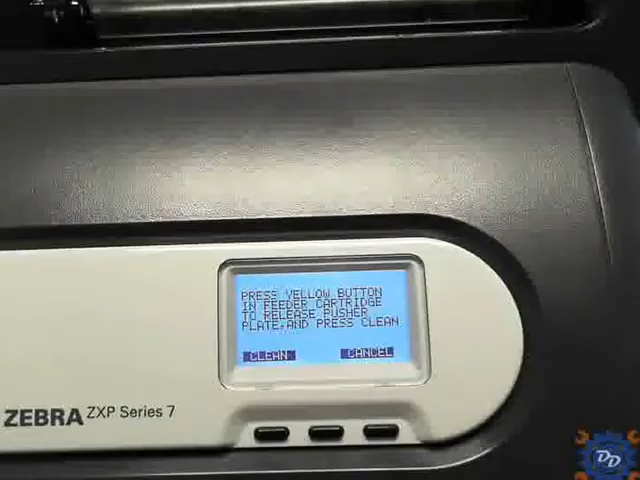 PRESS YELLOW BUTTON
IN FEEDER CARTRIDGE
TO RELEASE PUSHER
PLATE,AND PRESS CLEAN
CLEAN CANCEL
ZEBRA ZXP Series 7
DD